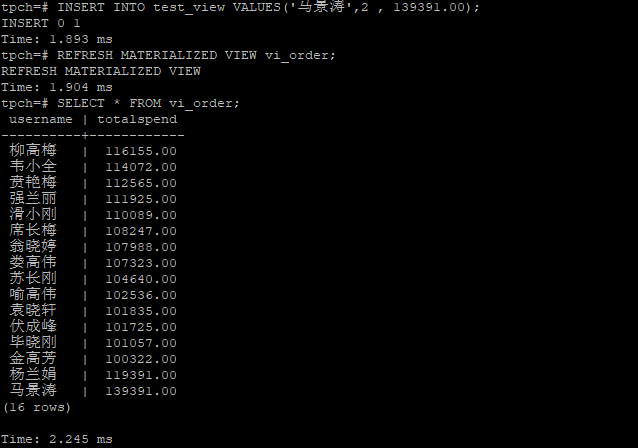 tpch=# INSERT INTO test_view VALUES('马景涛',2 , 139391.00);
INSERT 0 1
Time: 1.893 ms
tpch=# REFRESH MATERIALIZED VIEW vi_order;
REFRESH MATERIALIZED VIEW
Time: 1.904 ms
tpch=# SELECT * FROM vi_order;
 username | totalspend
----------+------------
 柳高梅   |  116155.00
 韦小全   |  114072.00
 贲艳梅   |  112565.00
 强兰丽   |  111925.00
 滑小刚   |  110089.00
 席长梅   |  108247.00
 翁晓婷   |  107988.00
 娄高伟   |  107323.00
 苏长刚   |  104640.00
 喻高伟   |  102536.00
 袁晓轩   |  101835.00
 伏成峰   |  101725.00
 毕晓刚   |  101057.00
 金高芳   |  100322.00
 杨兰娟   |  119391.00
 马景涛   |  139391.00
(16 rows)
Time: 2.245 ms